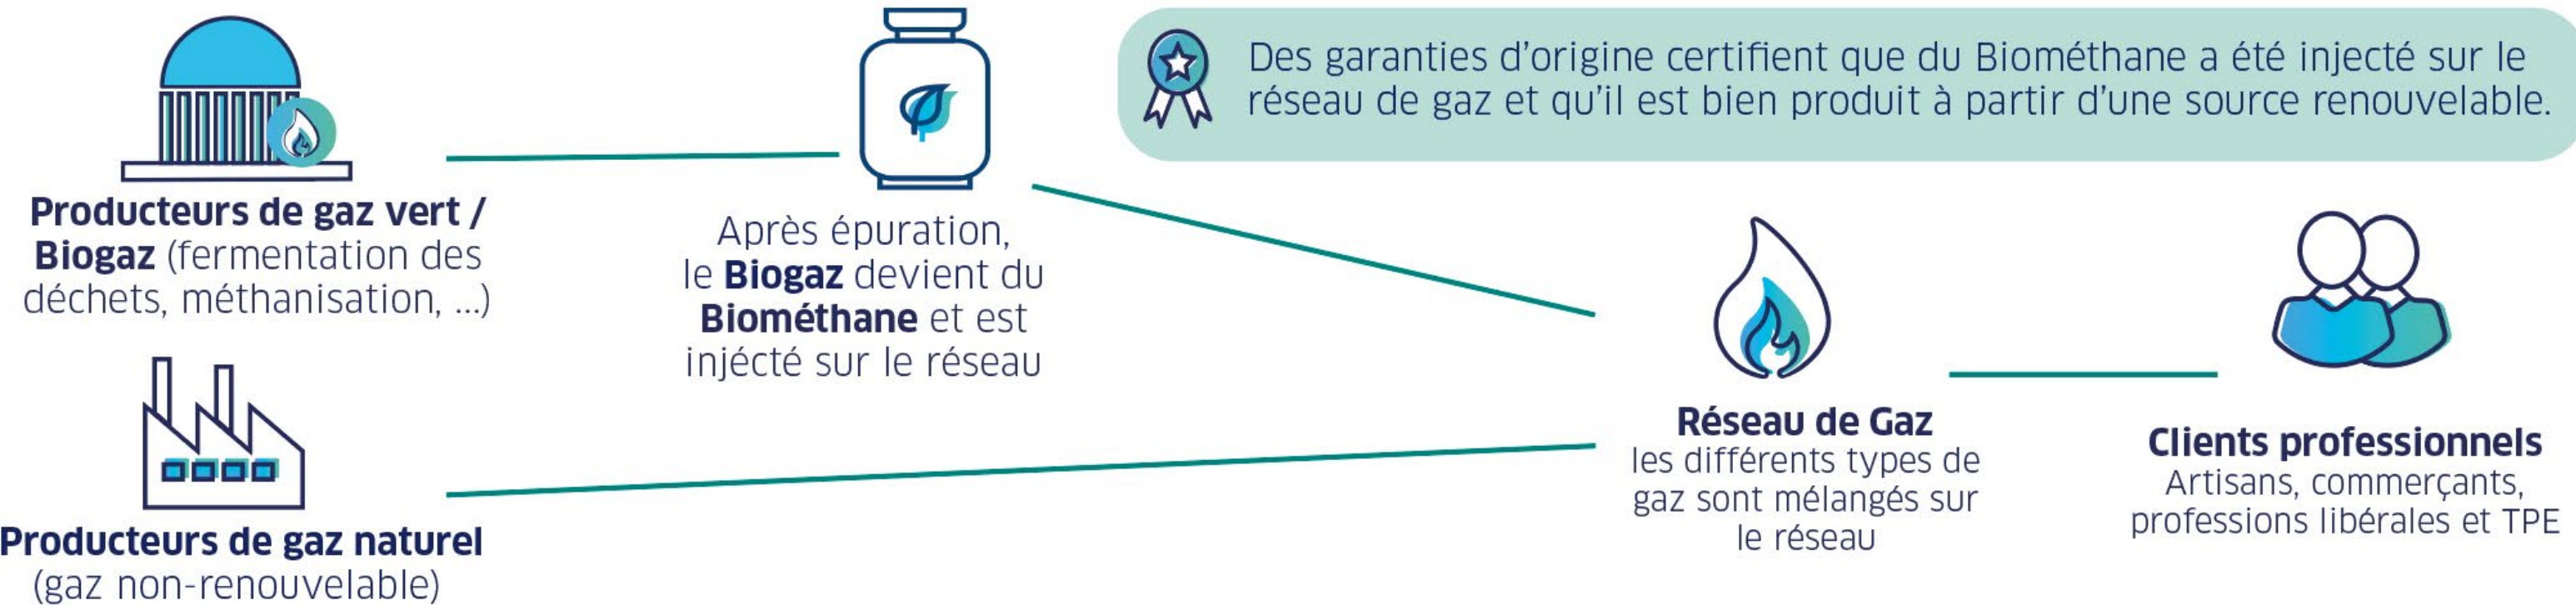 Des garanties d'origine certifient que du Biométhane a été injecté sur le
réseau de gaz et qu'il est bien produit à partir d'une source renouvelable.
Producteurs de gaz vert /
Biogaz (fermentation des
déchets, méthanisation, ...)
Après épuration,
le Biogaz devient du
Biométhane et est
injécté sur le réseau
Producteurs de gaz naturel
(gaz non-renouvelable)
Réseau de Gaz
les différents types de
gaz sont mélangés sur
le réseau
Clients professionnels
Artisans, commerçants,
professions libérales et TPE